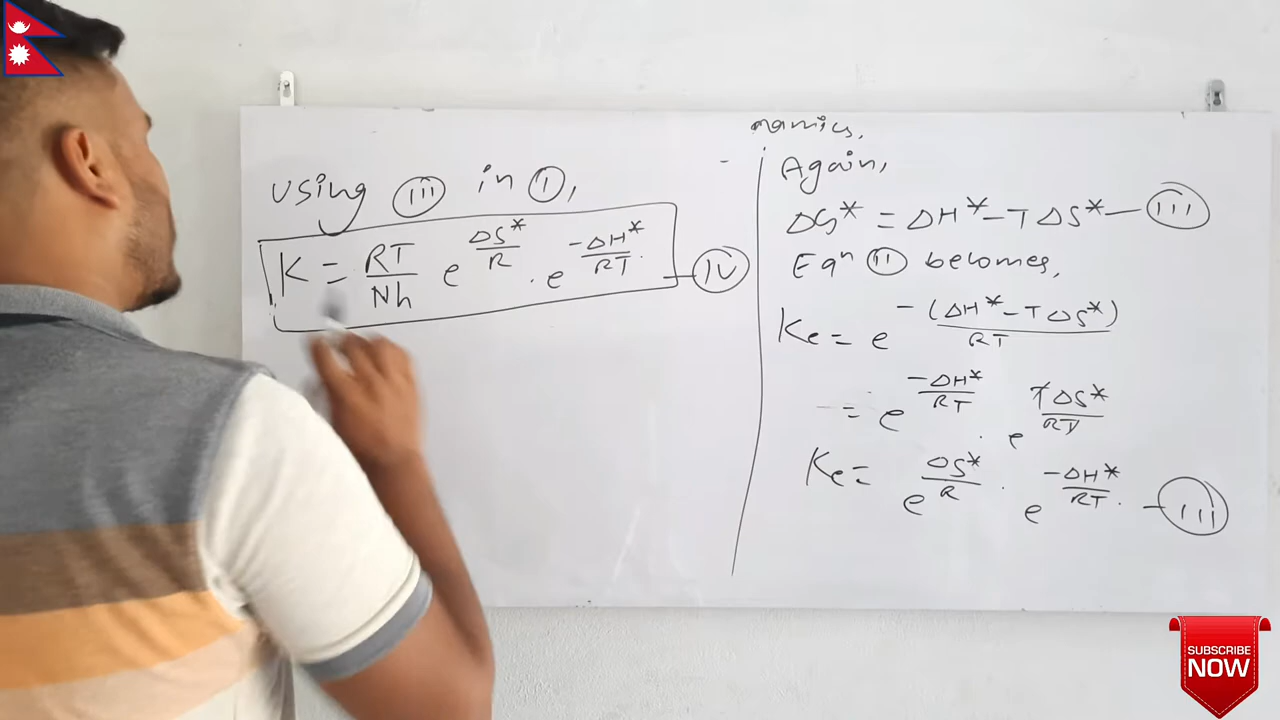 Using (III) in (I),
K = RT/Nh e^(ΔS*/R) . e^(-ΔH*/RT) — (IV)
namics,
Again,
ΔG* = ΔH* - TΔS* — (III)
Eqⁿ (II) becomes,
Ke = e^(-(ΔH* - TΔS*)/RT)
= e^(-ΔH*/RT) . e^(TΔS*/RT)
Ke = e^(ΔS*/R) . e^(-ΔH*/RT) — (III)
SUBSCRIBE
NOW